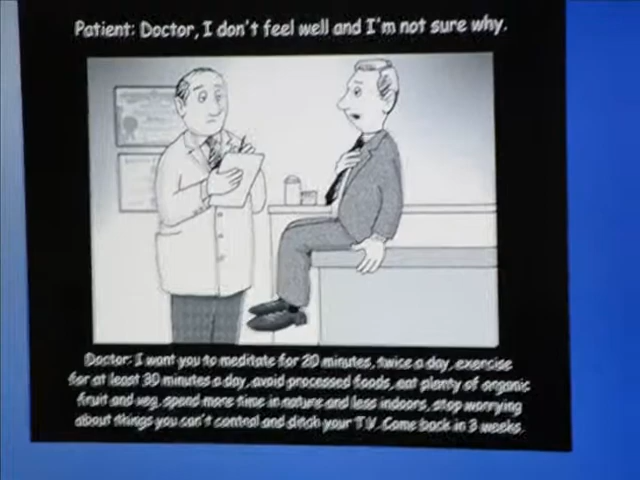 Patient: Doctor, I don't feel well and I'm not sure why.
Doctor: I want you to meditate for 20 minutes, twice a day, exercise
for at least 30 minutes a day, avoid processed foods, eat plenty of organic
fruit and veg, spend more time in nature and less indoors, stop worrying
about things you can't control and ditch your T.V. Come back in 3 weeks.